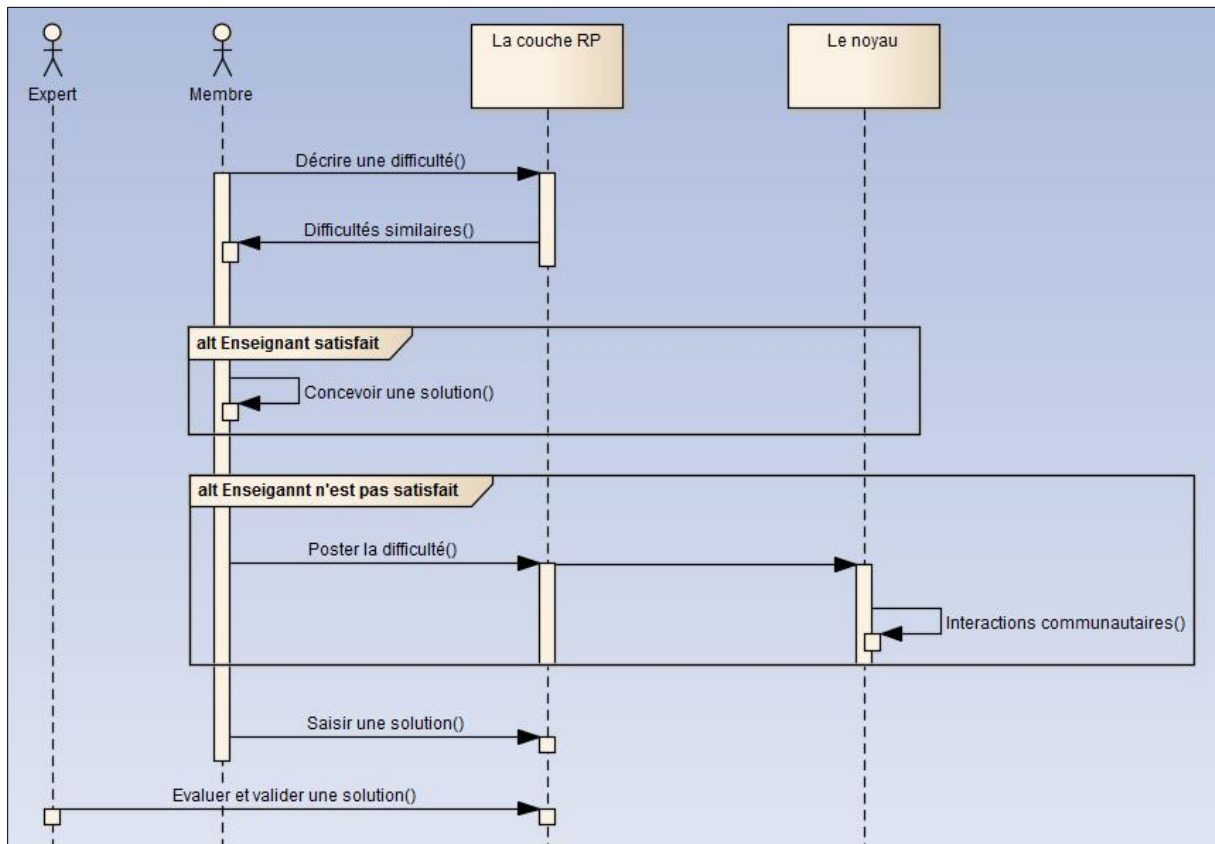 La couche RP
Le noyau
Expert
Membre
Décrire une difficulté()
Difficultés similaires()
alt Enseignant satisfait
Concevoir une solution()
alt Enseigannt n'est pas satisfait
Poster la difficulté()
Interactions communautaires()
Saisir une solution()
Evaluer et valider une solution()